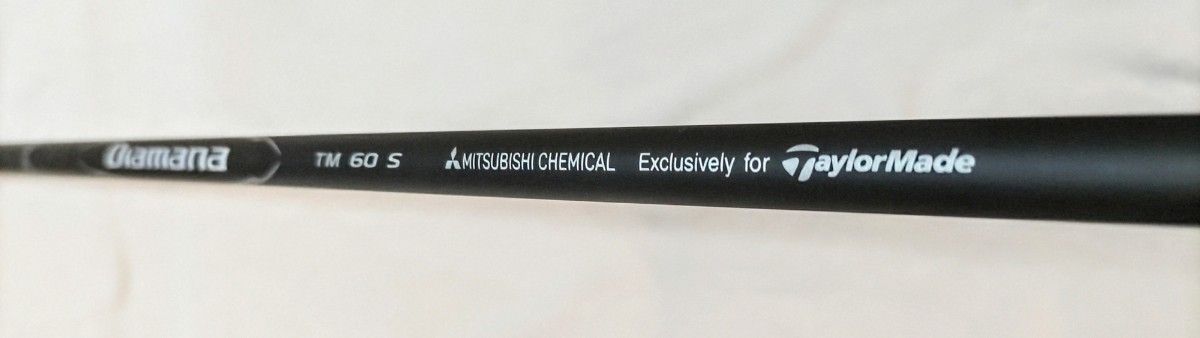 Diamana TM 60 S MITSUBISHI CHEMICAL Exclusively for TaylorMade